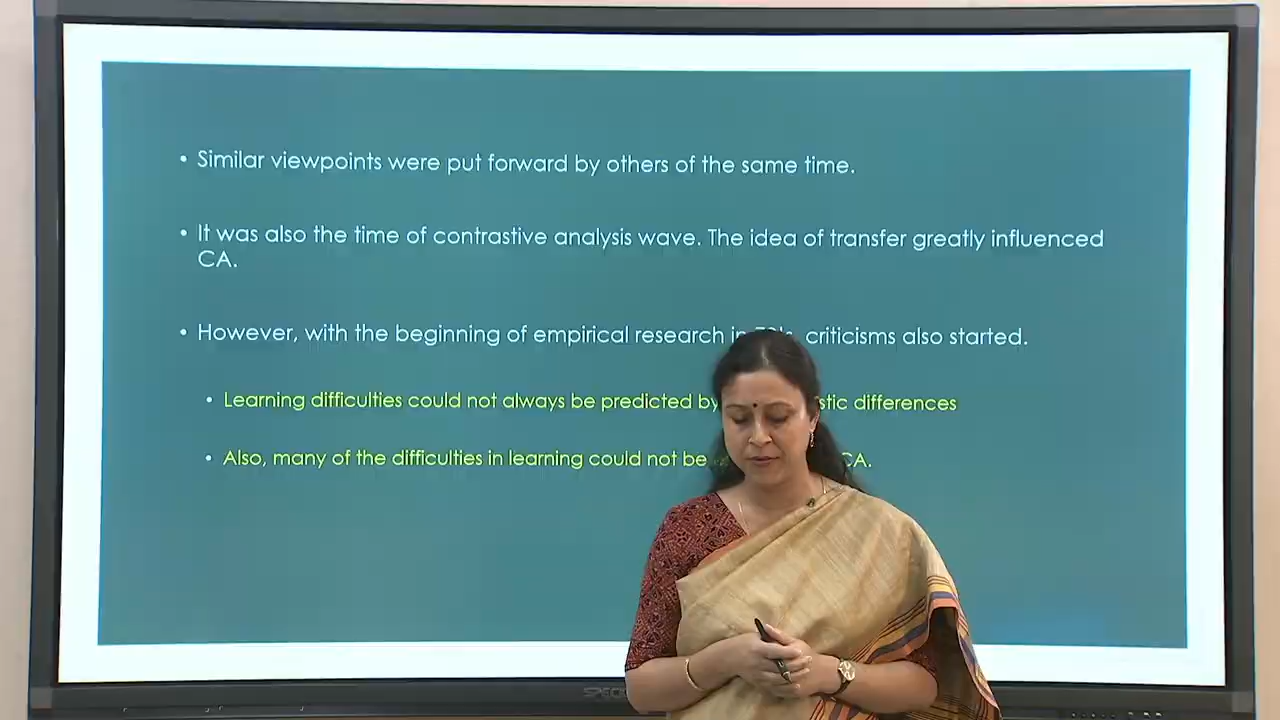 • Similar viewpoints were put forward by others of the same time.
• It was also the time of contrastive analysis wave. The idea of transfer greatly influenced
CA.
• However, with the beginning of empirical research in criticisms also started.
• Learning difficulties could not always be predicted by differences
• Also, many of the difficulties in learning could not be CA.